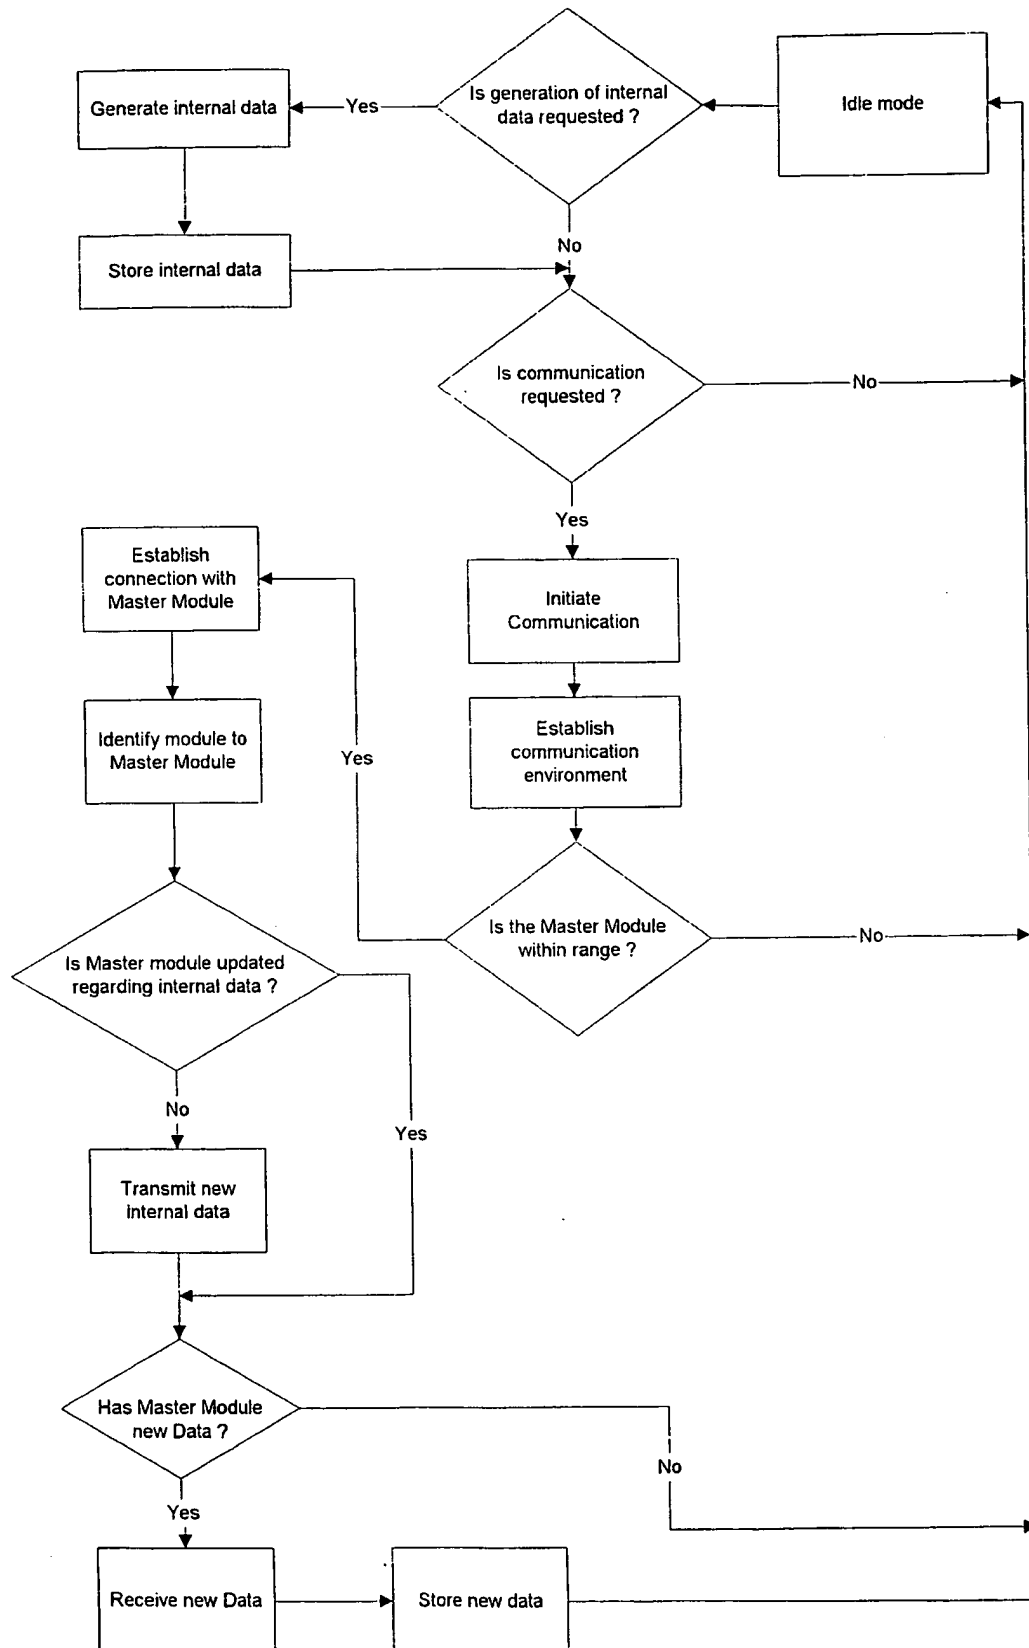 Is generation of internal
data requested ?
Idle mode
Generate internal data
Yes
No
Store internal data
Is communication
requested ?
No
Yes
Establish
connection with
Master Module
Initiate
Communication
Identify module to
Master Module
Yes
Establish
communication
environment
Is the Master Module
within range ?
No
Is Master module updated
regarding internal data ?
No
Yes
Transmit new
internal data
Has Master Module
new Data ?
No
Yes
Receive new Data
Store new data